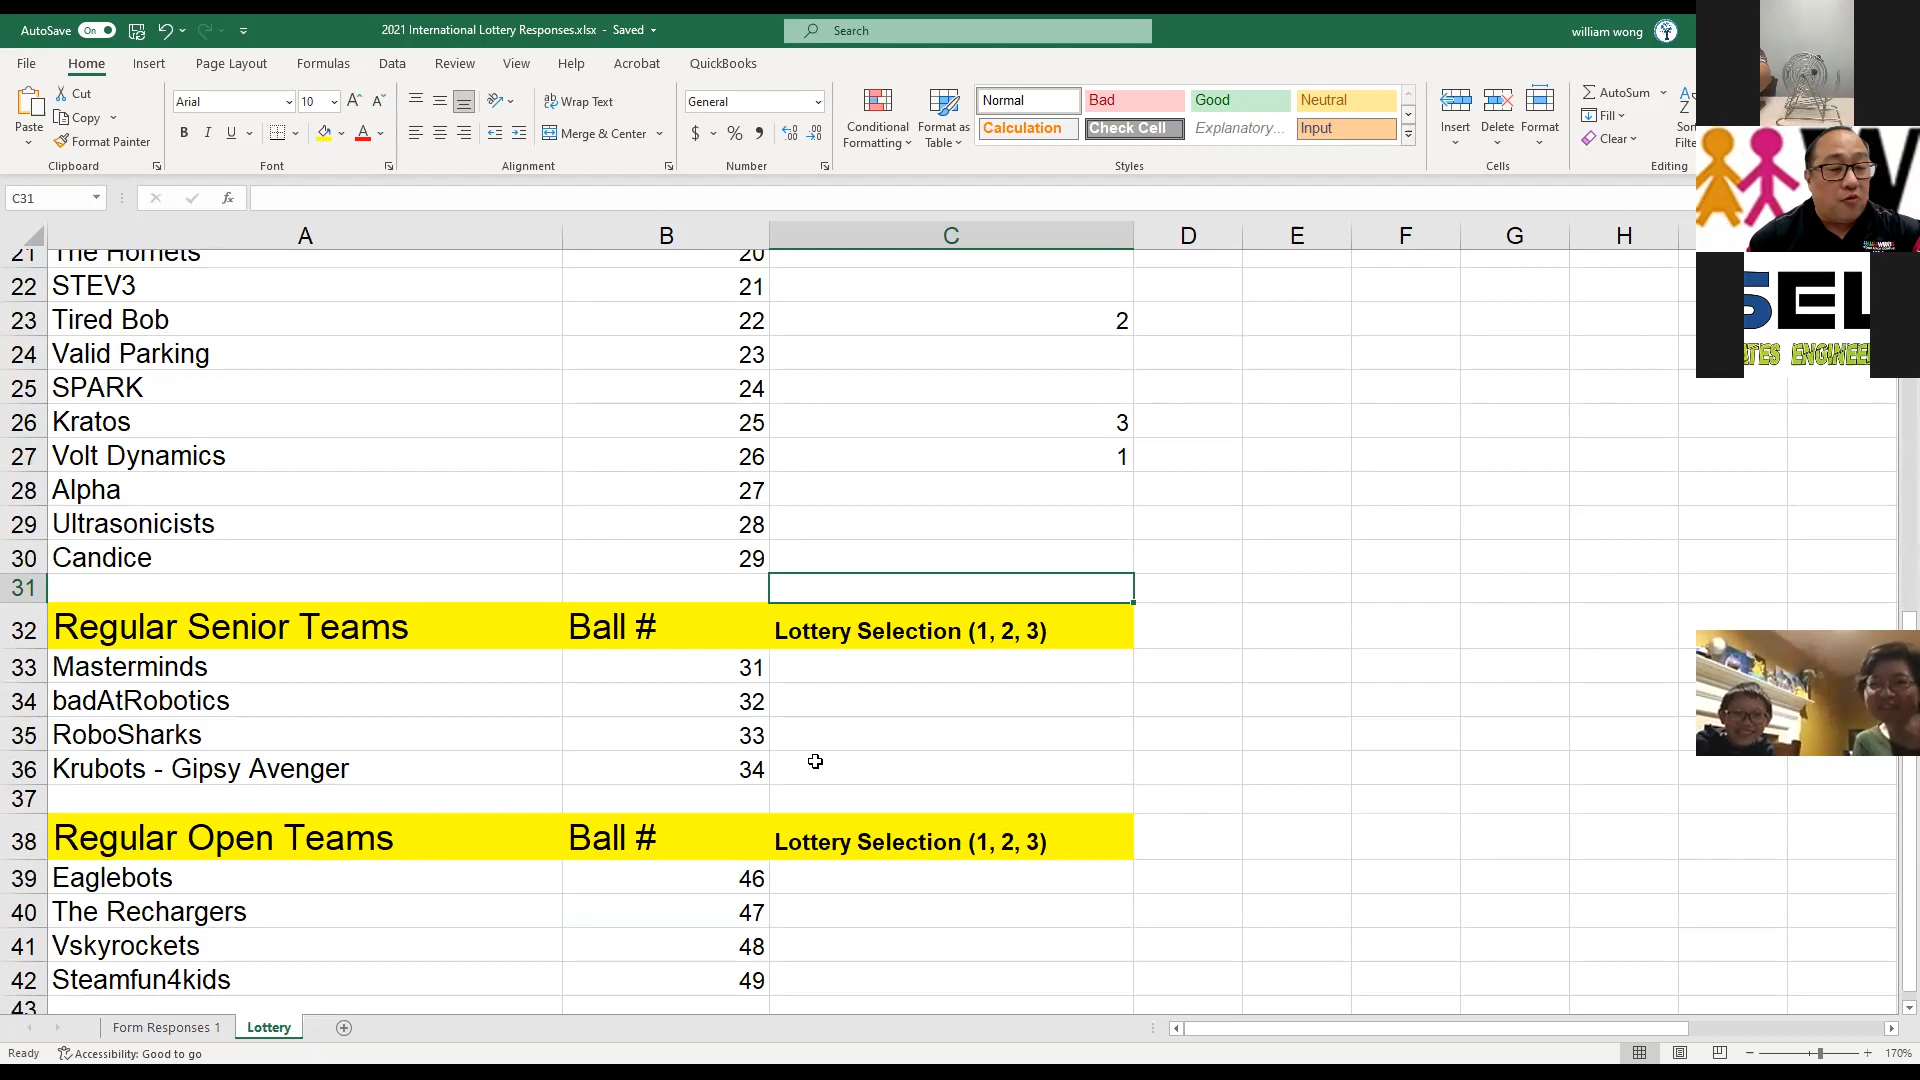 AutoSave On 2021 International Lottery Responses.xlsx - Saved Search william wong
File Home Insert Page Layout Formulas Data Review View Help Acrobat QuickBooks
Paste Cut Copy Format Painter Clipboard
Arial 10 A A B I U A Font
Wrap Text Merge & Center Alignment
General $ % Number
Conditional Formatting Format as Table
Normal Bad Good Neutral
Calculation Check Cell Explanatory... Input
Styles
Insert Delete Format Cells
AutoSum Fill Clear Editing
C31 fx
A B C D E F G H
21 The Hornets 20
22 STEV3 21
23 Tired Bob 22 2
24 Valid Parking 23
25 SPARK 24
26 Kratos 25 3
27 Volt Dynamics 26 1
28 Alpha 27
29 Ultrasonicists 28
30 Candice 29
31
32 Regular Senior Teams Ball # Lottery Selection (1, 2, 3)
33 Masterminds 31
34 badAtRobotics 32
35 RoboSharks 33
36 Krubots - Gipsy Avenger 34
37
38 Regular Open Teams Ball # Lottery Selection (1, 2, 3)
39 Eaglebots 46
40 The Rechargers 47
41 Vskyrockets 48
42 Steamfun4kids 49
43
Form Responses 1 Lottery
Ready Accessibility: Good to go 170%
SEL